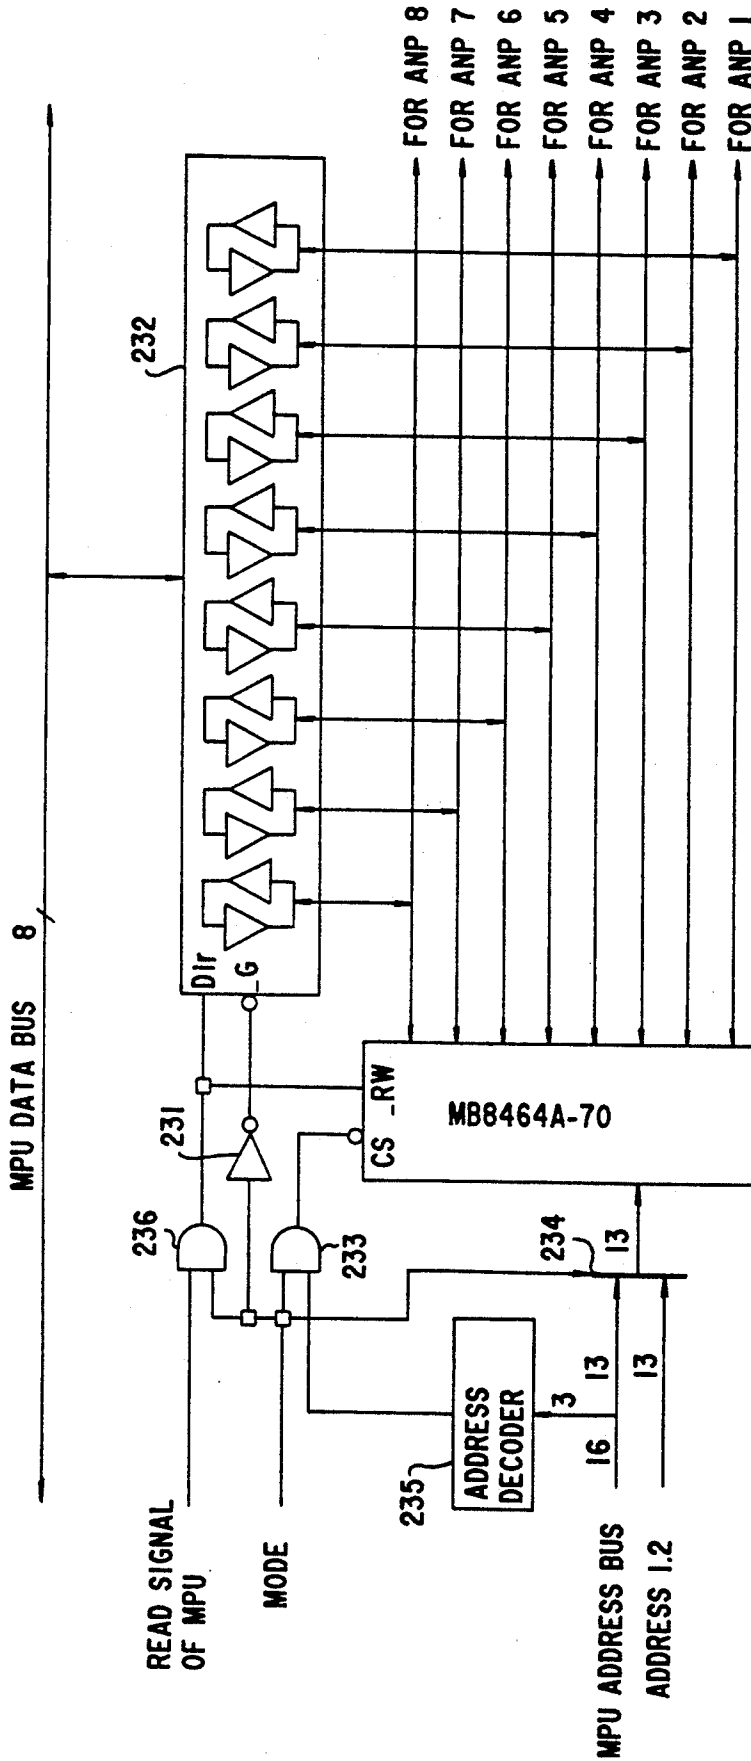 MPU DATA BUS 8
232
FOR ANP 8
FOR ANP 7
FOR ANP 6
FOR ANP 5
FOR ANP 4
FOR ANP 3
FOR ANP 2
FOR ANP 1
DIr
_G
236
231
READ SIGNAL
OF MPU
MODE
233
CS _RW
MB8464A-70
235
ADDRESS
DECODER
234
13
3
13
16
13
MPU ADDRESS BUS
ADDRESS 1.2